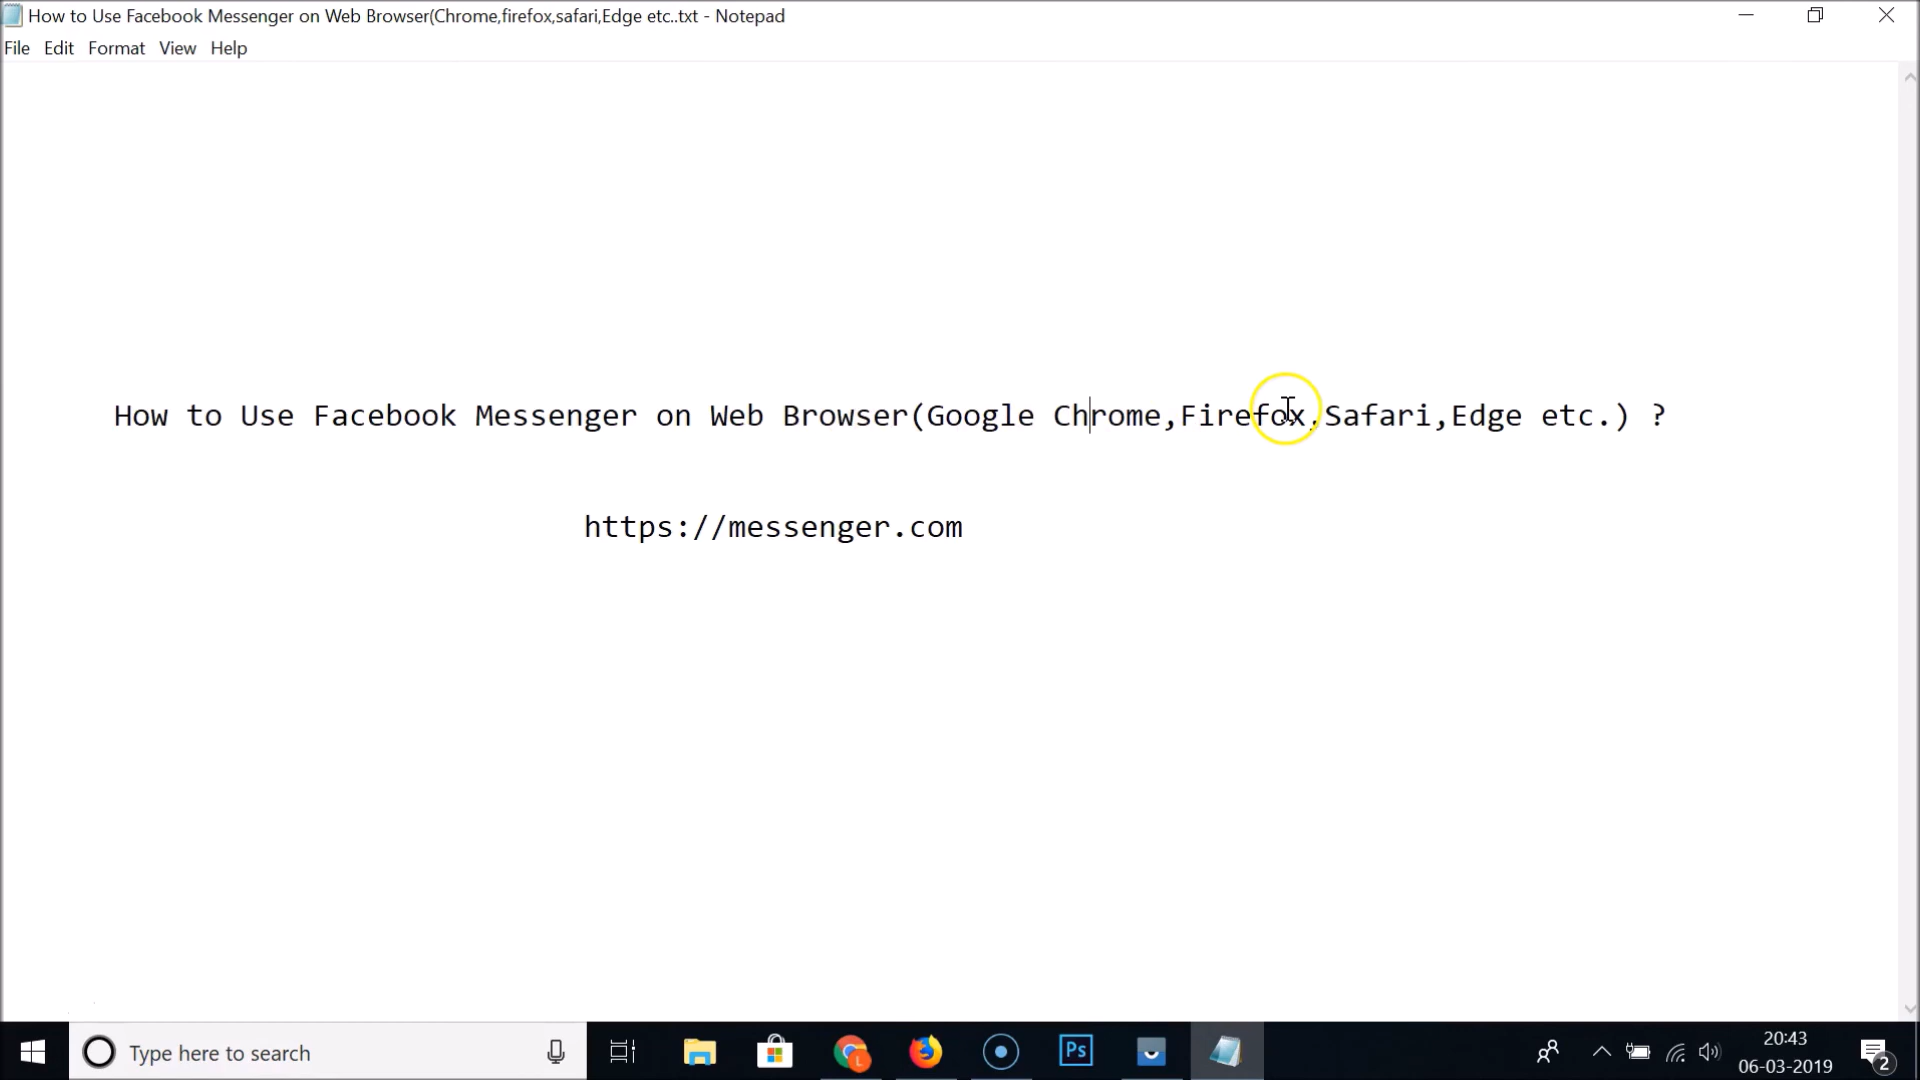 How to Use Facebook Messenger on Web Browser(Chrome,firefox,safari,Edge etc..txt - Notepad
File Edit Format View Help
How to Use Facebook Messenger on Web Browser(Google Chrome,Firefox,Safari,Edge etc.) ?
https://messenger.com
Type here to search
L
Ps
20:43
06-03-2019
2